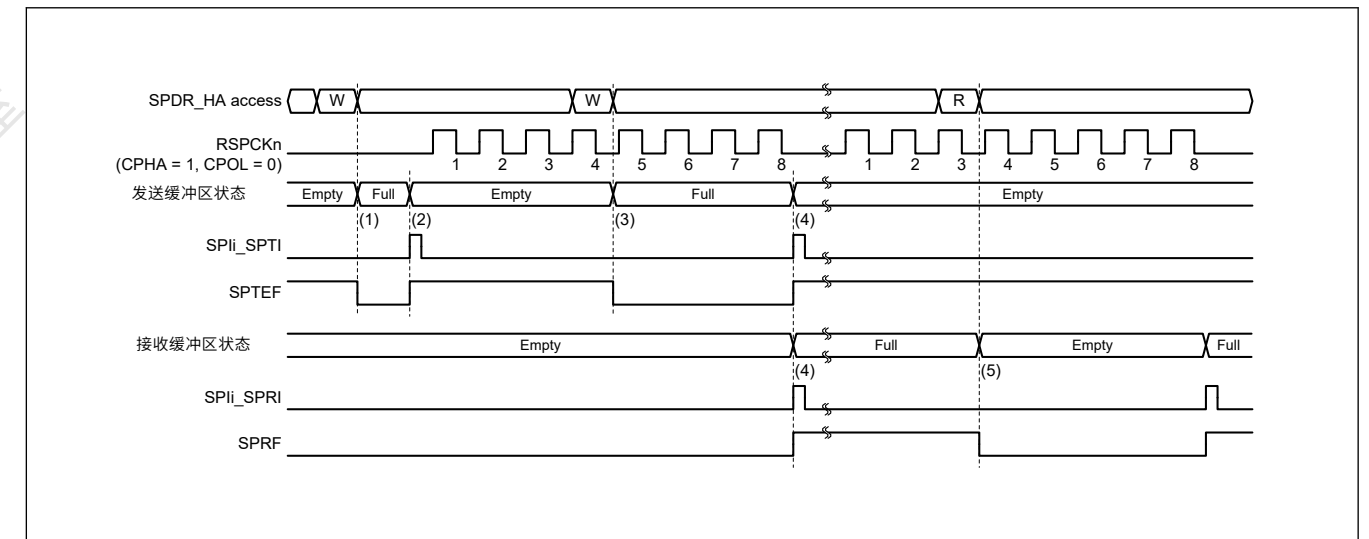 SPDR_HA access W W R
RSPCKn
(CPHA = 1, CPOL = 0)
1 2 3 4 5 6 7 8 1 2 3 4 5 6 7 8
发送缓冲区状态 Empty Full Empty Full Empty
(1) (2) (3) (4)
SPIi_SPTI
SPTEF
接收缓冲区状态 Empty Full Empty Full
(4) (5)
SPIi_SPRI
SPRF